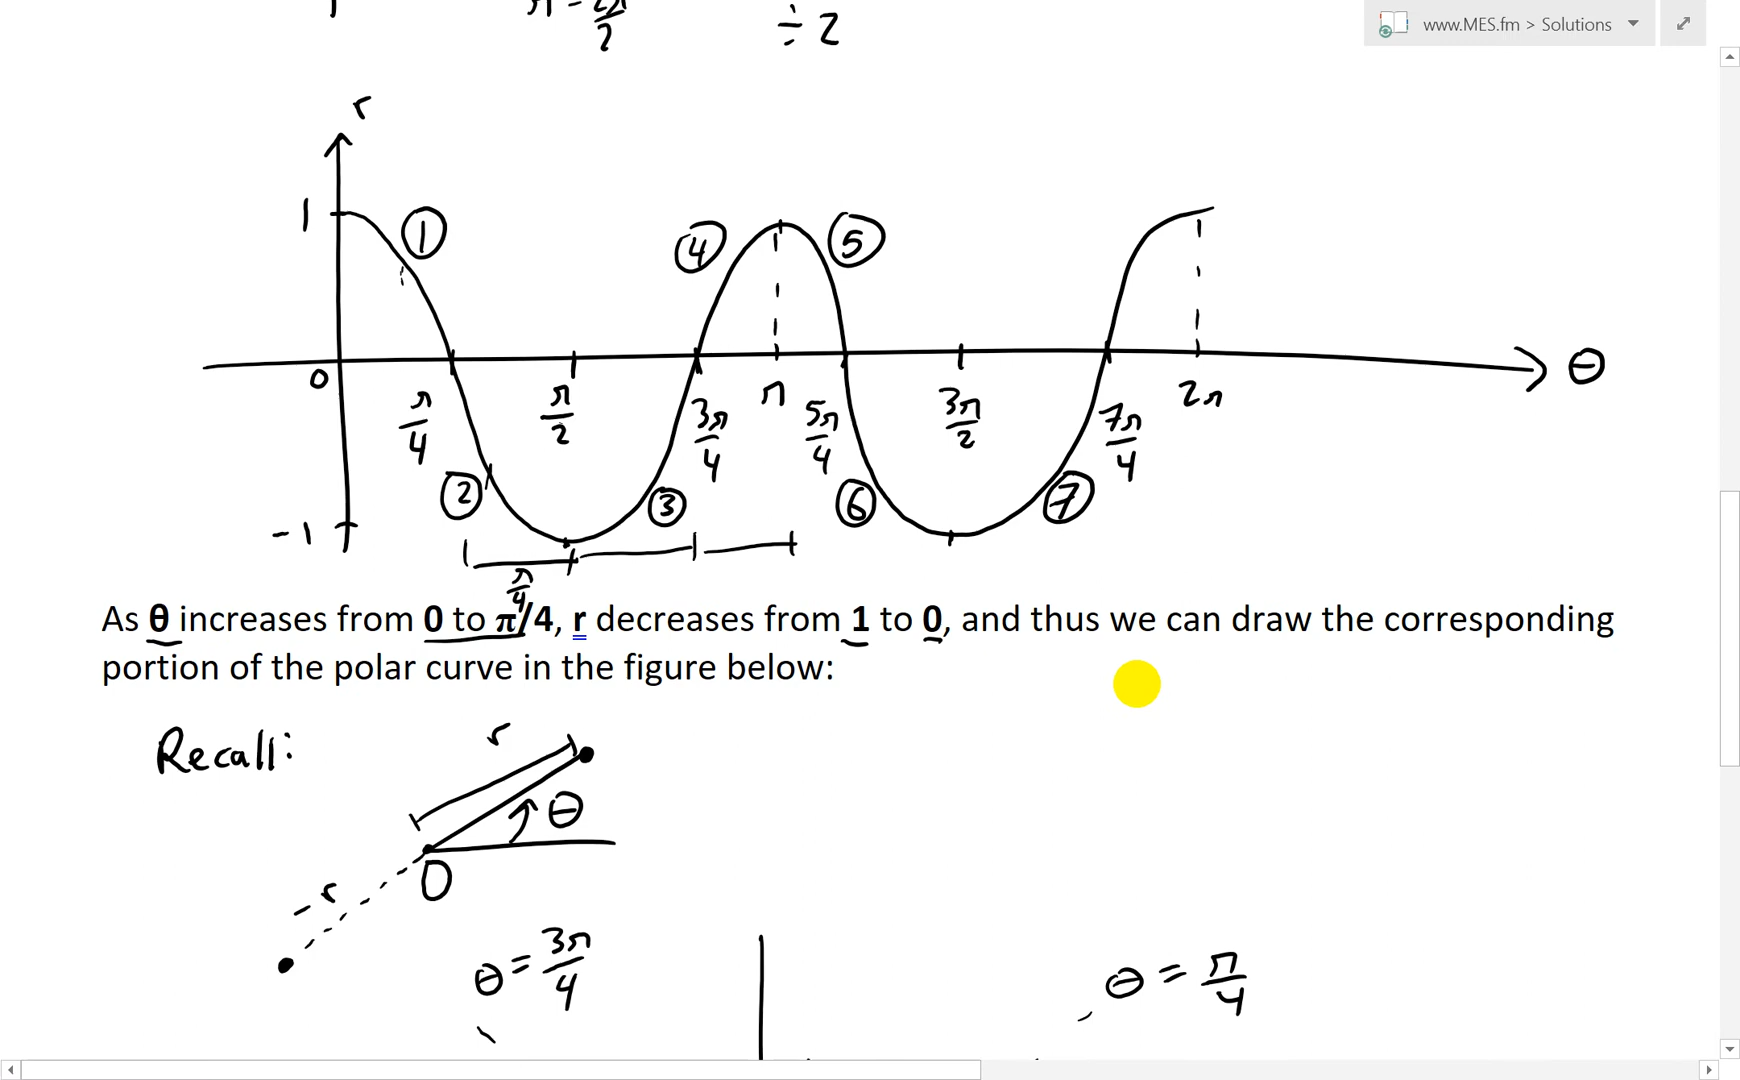 www.MES.fm > Solutions
÷ 2
r
1
① ④ ⑤
0
θ
π/4 π/2 3π/4 π 5π/4 3π/2 7π/4 2π
② ③ ⑥ ⑦
-1
π/4
As θ increases from 0 to π/4, r decreases from 1 to 0, and thus we can draw the corresponding
portion of the polar curve in the figure below:
Recall:
r
θ
O
-r
θ = 3π/4
θ = π/4